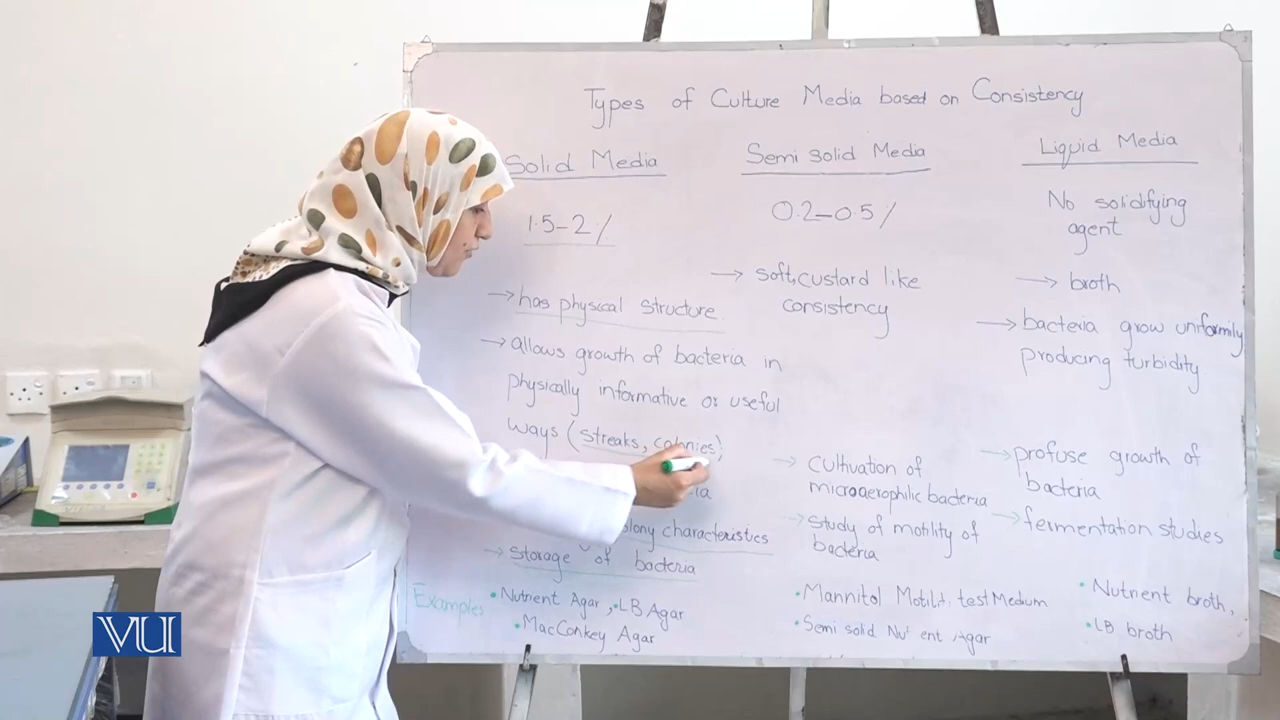 Types of Culture Media based on Consistency
Solid Media
1.5-2%
→ has physical structure.
→ allows growth of bacteria in
physically informative or useful
ways (streaks, colonies)
colony characteristics
→ storage of bacteria
Semi solid Media
0.2-0.5%
→ soft, custard like
consistency
→ Cultivation of
microaerophilic bacteria
→ study of motility of
bacteria
Liquid Media
No solidifying
agent
→ broth
→ bacteria grow uniformily
producing turbidity
→ profuse growth of
bacteria
→ fermentation studies
Examples
• Nutrient Agar, • LB Agar
• MacConkey Agar
• Mannitol Motilit. test Medium
• Semi solid Nut ent Agar
• Nutrient broth,
• LB broth
VU